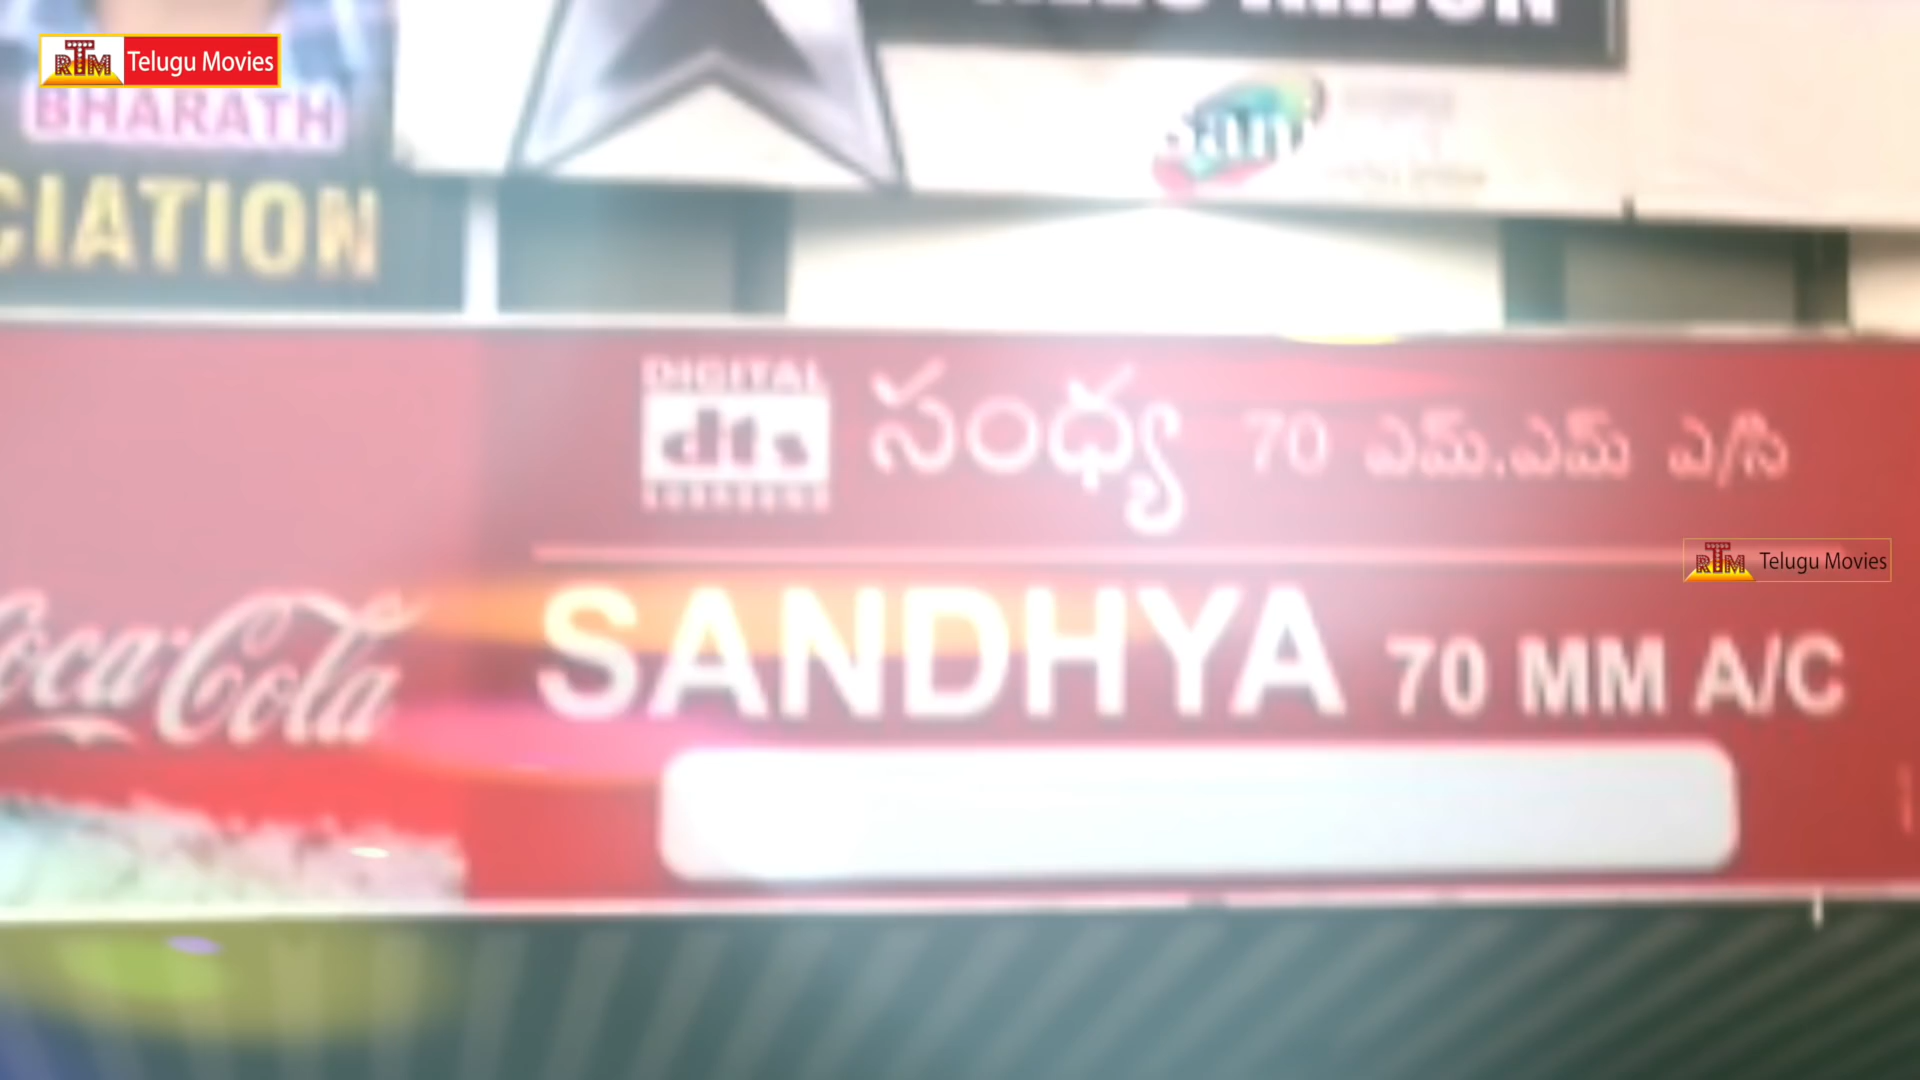 RTM Telugu Movies
BHARATH
CIATION
DIGITAL
dts
SURROUND
సంధ్య 70 ఎమ్.ఎమ్ ఎ/సి
RTM Telugu Movies
Coca-Cola
SANDHYA 70 MM A/C